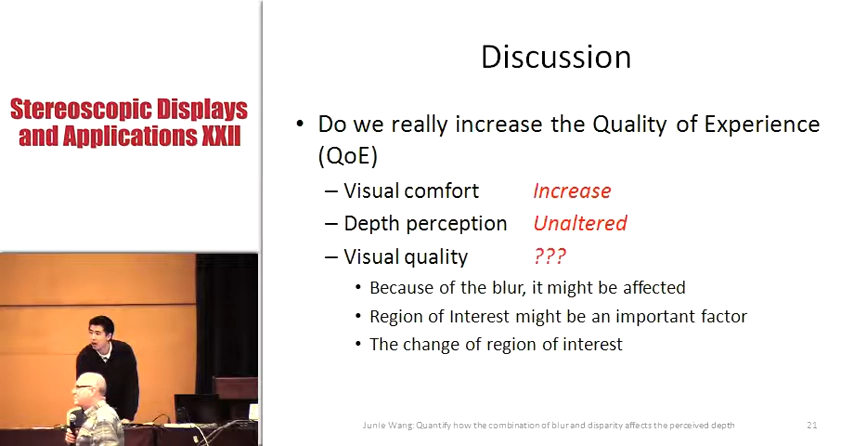 Stereoscopic Displays
and Applications XXII
Discussion
• Do we really increase the Quality of Experience
(QoE)
– Visual comfort Increase
– Depth perception Unaltered
– Visual quality ???
• Because of the blur, it might be affected
• Region of Interest might be an important factor
• The change of region of interest
Junle Wang: Quantify how the combination of blur and disparity affects the perceived depth
21